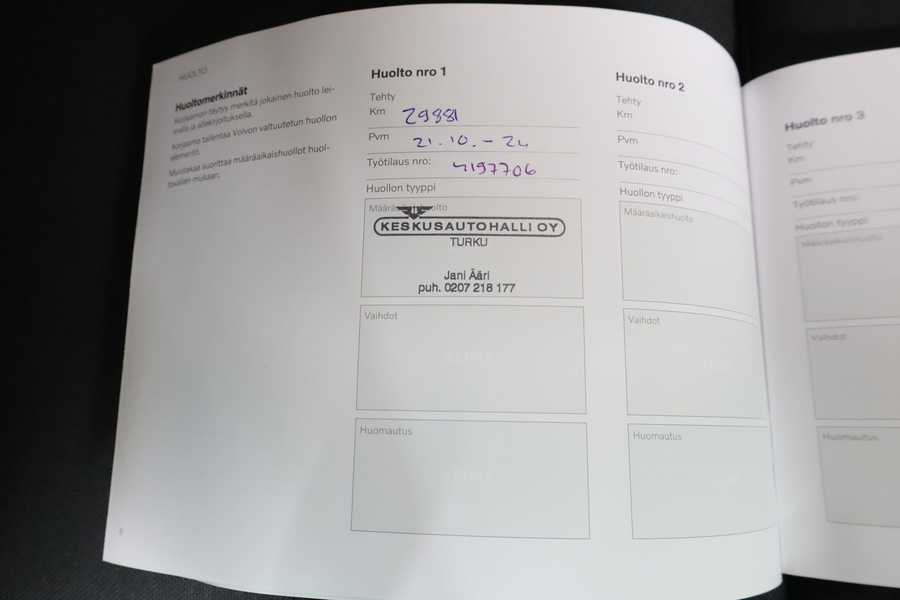 HUOLTO
Huoltomerkinnät
Korjaamon täytyy merkitä jokainen huolto lei-
malla ja allekirjoituksella.
Korjaamo tallentaa Volvon valtuutetun huollon
elementit.
Muistakaa suorittaa määräaikaishuollot huol-
tovälien mukaan.
6
Huolto nro 1
Tehty
Km 29881
Pvm 21.10.-24
Työtilaus nro: 4197706
Huollon tyyppi
KESKUSAUTOHALLI OY
TURKU
Jani Ääri
puh. 0207 218 177
Vaihdot
LEIMA
Huomautus
LEIMA
Huolto nro 2
Tehty
Km
Pvm
Työtilaus nro:
Huollon tyyppi
Määräaikaishuolto
Vaihdot
Huomautus
Huolto nro 3
Tehty
Km
Pvm
Työtilaus nro:
Huollon tyyppi
Määräaikaishuolto
Vaihdot
Huomautus